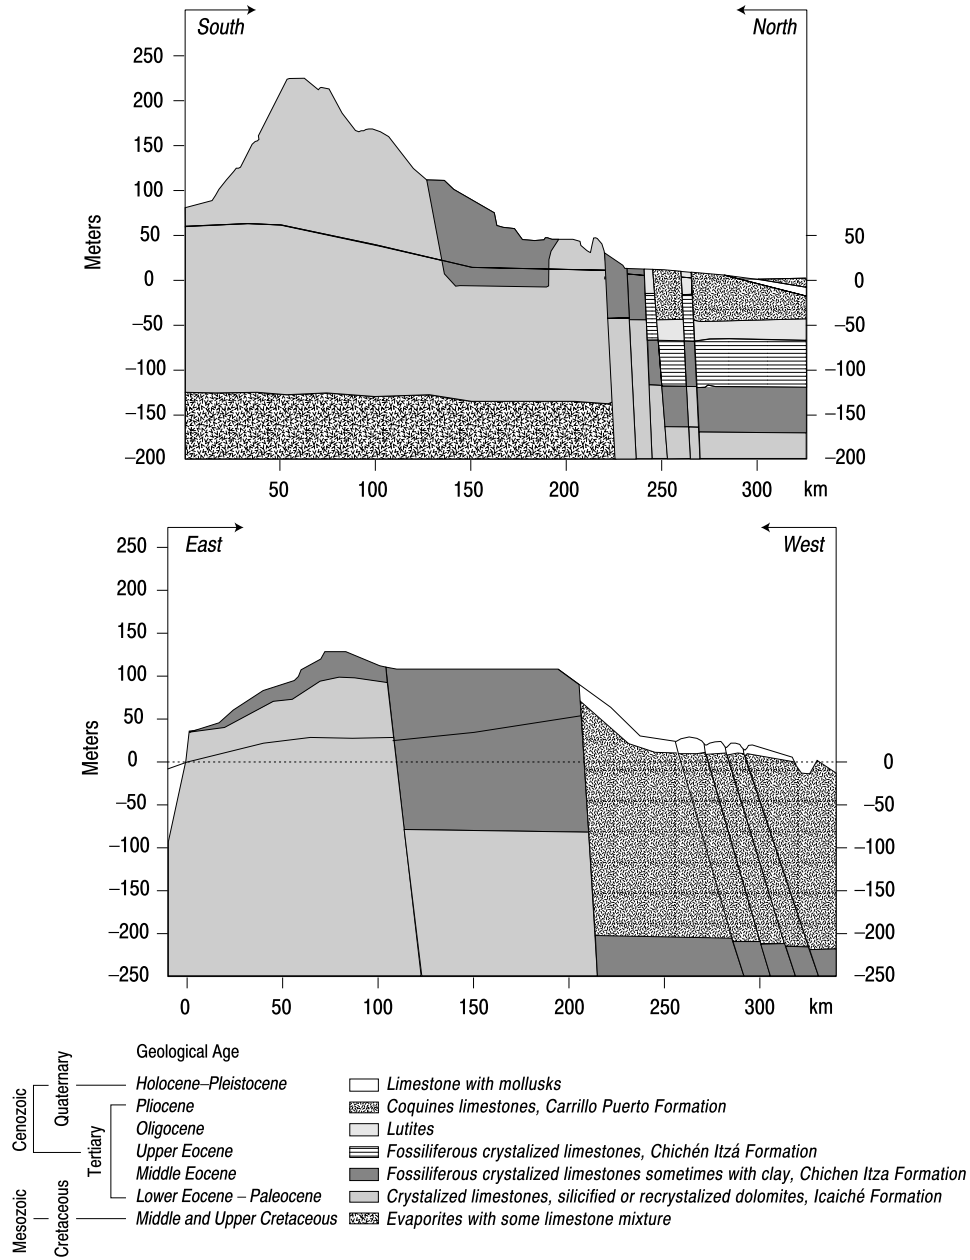 South North
250
200
150
100
50 50
0 0
−50 −50
−100 −100
−150 −150
−200 −200
Meters
50 100 150 200 250 300 km
East West
250
200
150
100
50
0 0
−50 −50
−100 −100
−150 −150
−200 −200
−250 −250
Meters
0 50 100 150 200 250 300 km
Geological Age
Holocene–Pleistocene Limestone with mollusks
Pliocene Coquines limestones, Carrillo Puerto Formation
Oligocene Lutites
Upper Eocene Fossiliferous crystalized limestones, Chichén Itzá Formation
Middle Eocene Fossiliferous crystalized limestones sometimes with clay, Chichen Itza Formation
Lower Eocene – Paleocene Crystalized limestones, silicified or recrystalized dolomites, Icaiché Formation
Middle and Upper Cretaceous Evaporites with some limestone mixture
Cenozoic
Quaternary
Tertiary
Mesozoic
Cretaceous